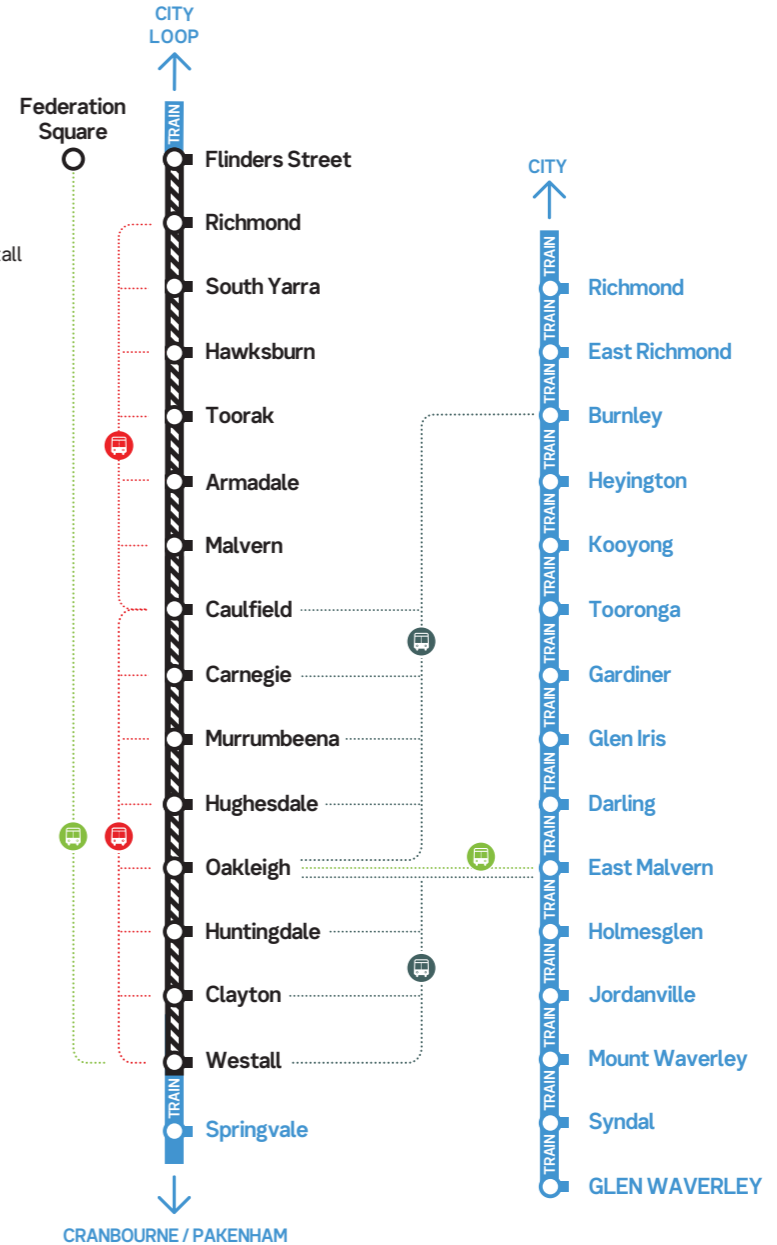 CITY
LOOP
TRAIN
Federation
Square
Flinders Street
Richmond
tall
South Yarra
Hawksburn
Toorak
Armadale
Malvern
Caulfield
Carnegie
Murrumbeena
Hughesdale
Oakleigh
Huntingdale
Clayton
Westall
TRAIN
Springvale
CRANBOURNE / PAKENHAM
CITY
TRAIN
Richmond
TRAIN
East Richmond
TRAIN
Burnley
TRAIN
Heyington
TRAIN
Kooyong
TRAIN
Tooronga
TRAIN
Gardiner
TRAIN
Glen Iris
TRAIN
Darling
TRAIN
East Malvern
TRAIN
Holmesglen
TRAIN
Jordanville
TRAIN
Mount Waverley
TRAIN
Syndal
TRAIN
GLEN WAVERLEY